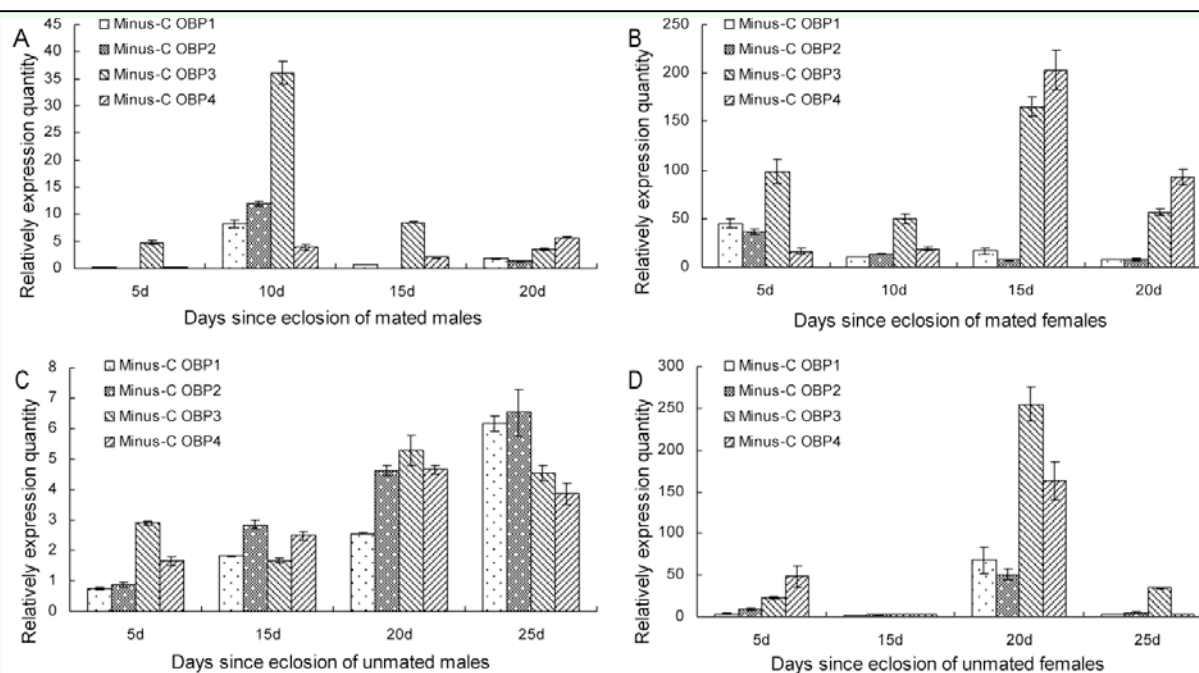 A
Minus-C OBP1
Minus-C OBP2
Minus-C OBP3
Minus-C OBP4
Relatively expression quantity
45
40
35
30
25
20
15
10
5
0
5d 10d 15d 20d
Days since eclosion of mated males
B
Minus-C OBP1
Minus-C OBP2
Minus-C OBP3
Minus-C OBP4
Relatively expression quantity
250
200
150
100
50
0
5d 10d 15d 20d
Days since eclosion of mated females
C
Minus-C OBP1
Minus-C OBP2
Minus-C OBP3
Minus-C OBP4
Relatively expression quantity
8
7
6
5
4
3
2
1
0
5d 15d 20d 25d
Days since eclosion of unmated males
D
Minus-C OBP1
Minus-C OBP2
Minus-C OBP3
Minus-C OBP4
Relatively expression quantity
300
250
200
150
100
50
0
5d 15d 20d 25d
Days since eclosion of unmated females